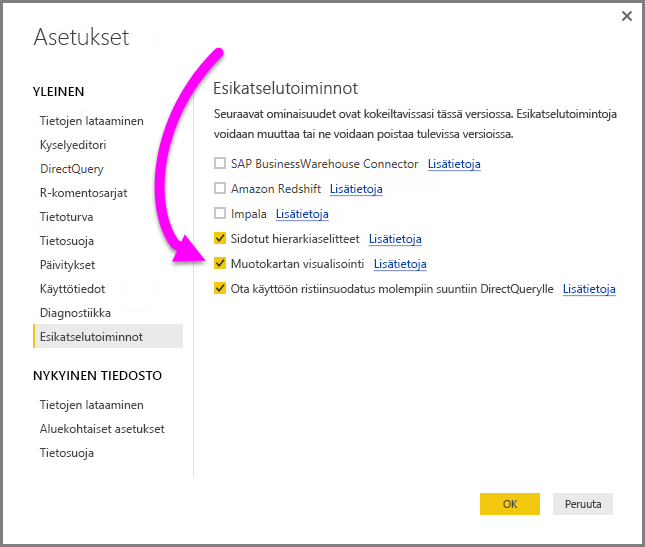 Asetukset
YLEINEN
Tietojen lataaminen
Kyselyeditori
DirectQuery
R-komentosarjat
Tietoturva
Tietosuoja
Päivitykset
Käyttötiedot
Diagnostiikka
Esikatselutoiminnot
NYKYINEN TIEDOSTO
Tietojen lataaminen
Aluekohtaiset asetukset
Tietosuoja
Esikatselutoiminnot
Seuraavat ominaisuudet ovat kokeiltavissasi tässä versiossa. Esikatselutoimintoja
voidaan muuttaa tai ne voidaan poistaa tulevissa versioissa.
SAP BusinessWarehouse Connector Lisätietoja
Amazon Redshift Lisätietoja
Impala Lisätietoja
Sidotut hierarkiaselitteet Lisätietoja
Muotokartan visualisointi Lisätietoja
Ota käyttöön ristiinsuodatus molempiin suuntiin DirectQuerylle Lisätietoja
OK Peruuta